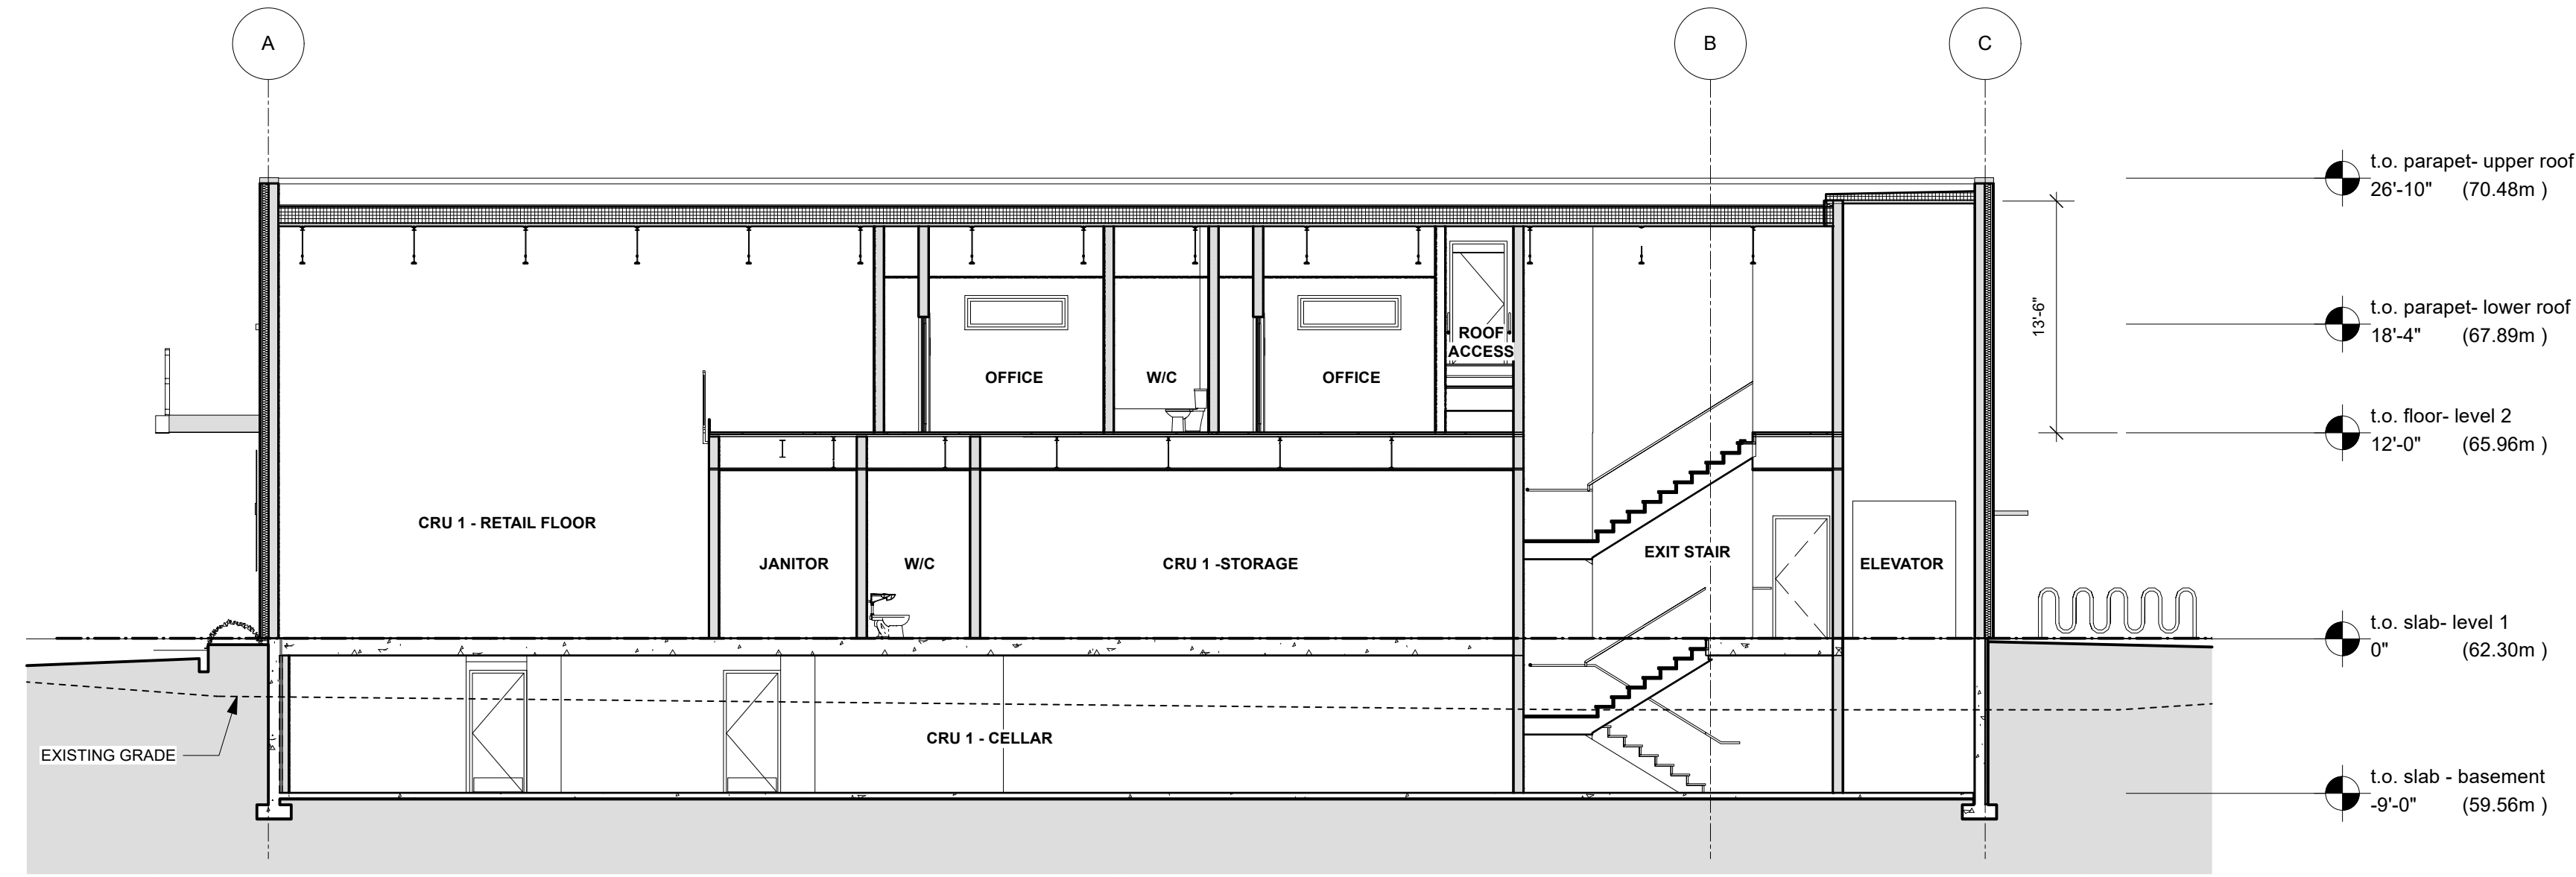 A
B
C
t.o. parapet- upper roof
26'-10" (70.48m )
t.o. parapet- lower roof
18'-4" (67.89m )
13'-6"
ROOF
ACCESS
OFFICE
W/C
OFFICE
t.o. floor- level 2
12'-0" (65.96m )
CRU 1 - RETAIL FLOOR
JANITOR
W/C
CRU 1 -STORAGE
EXIT STAIR
ELEVATOR
t.o. slab- level 1
0" (62.30m )
EXISTING GRADE
CRU 1 - CELLAR
t.o. slab - basement
-9'-0" (59.56m )